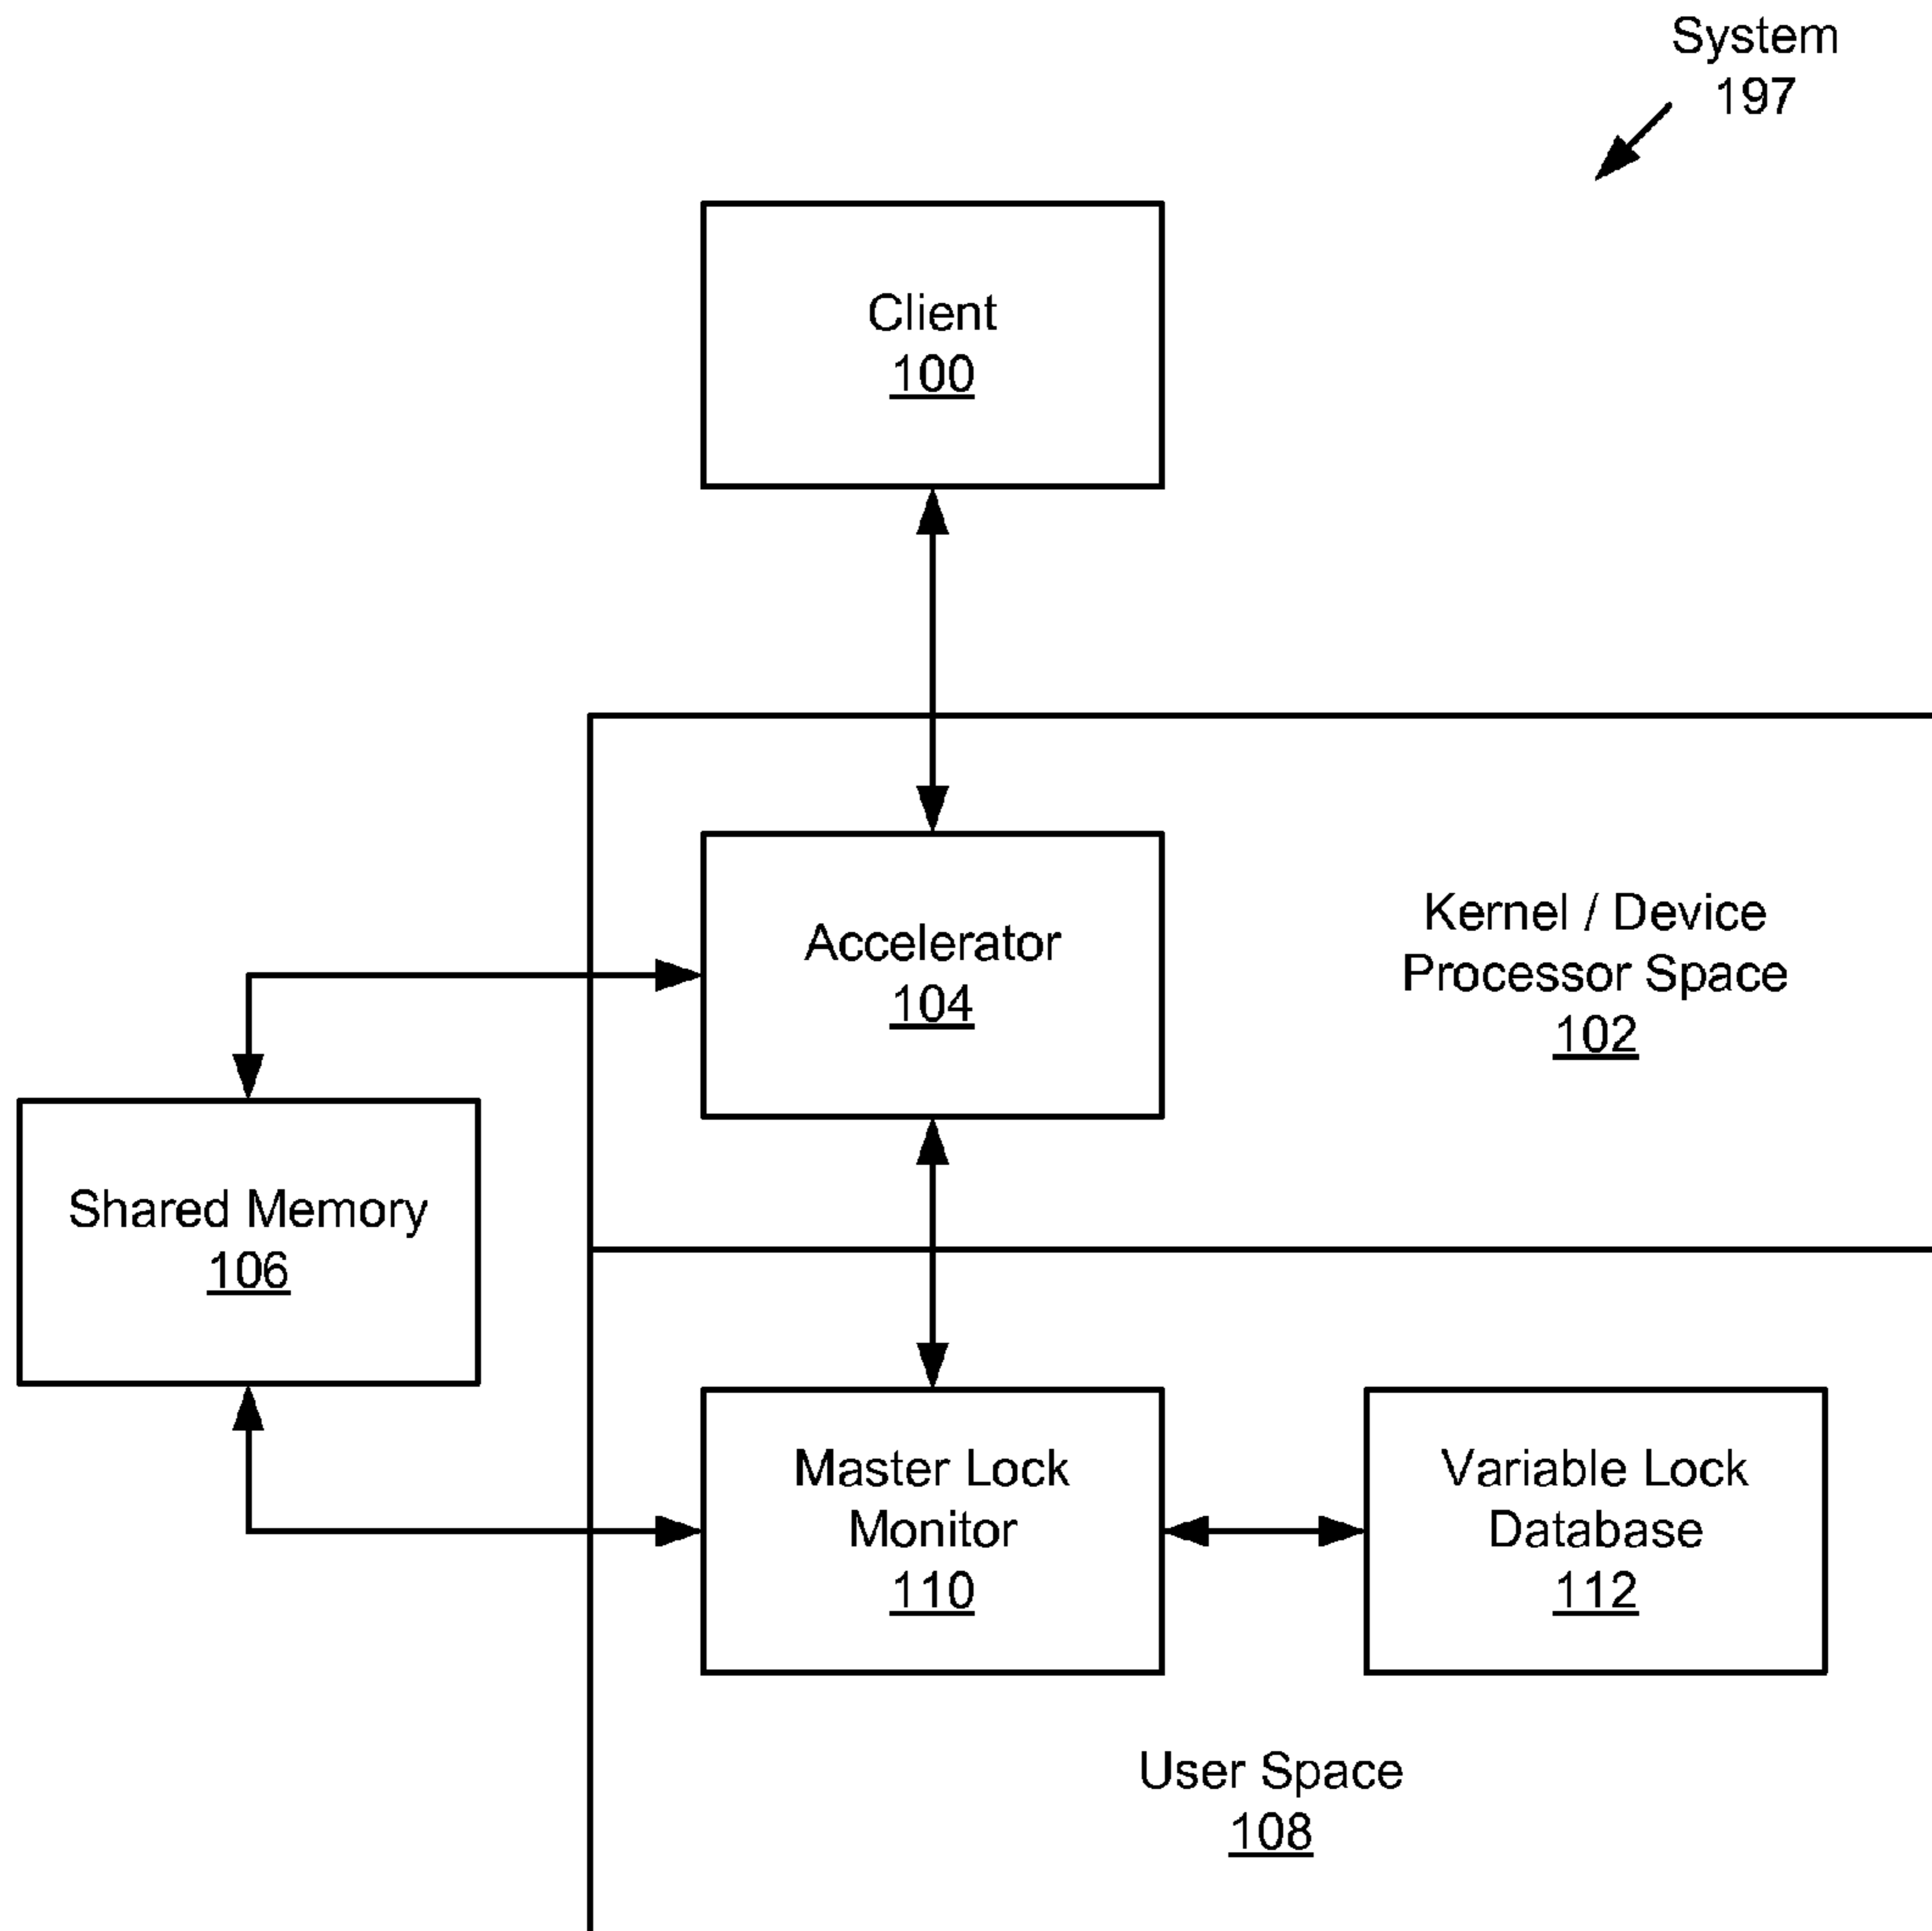 System
197
Client
100
Accelerator
104
Kernel / Device
Processor Space
102
Shared Memory
106
Master Lock
Monitor
110
Variable Lock
Database
112
User Space
108